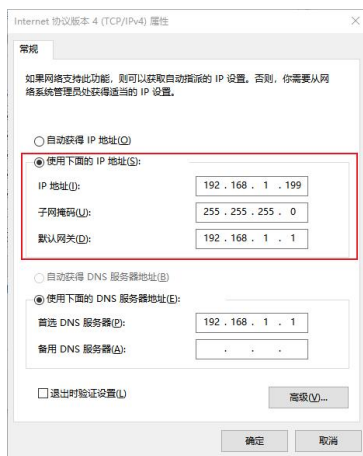 Internet 协议版本 4 (TCP/IPv4) 属性
常规
如果网络支持此功能，则可以获取自动指派的 IP 设置。否则，你需要从网
络系统管理员处获得适当的 IP 设置。
自动获得 IP 地址(O)
使用下面的 IP 地址(S):
IP 地址(I): 192 . 168 . 1 . 199
子网掩码(U): 255 . 255 . 255 . 0
默认网关(D): 192 . 168 . 1 . 1
自动获得 DNS 服务器地址(B)
使用下面的 DNS 服务器地址(E):
首选 DNS 服务器(P): 192 . 168 . 1 . 1
备用 DNS 服务器(A): . . .
退出时验证设置(L)
高级(V)...
确定 取消